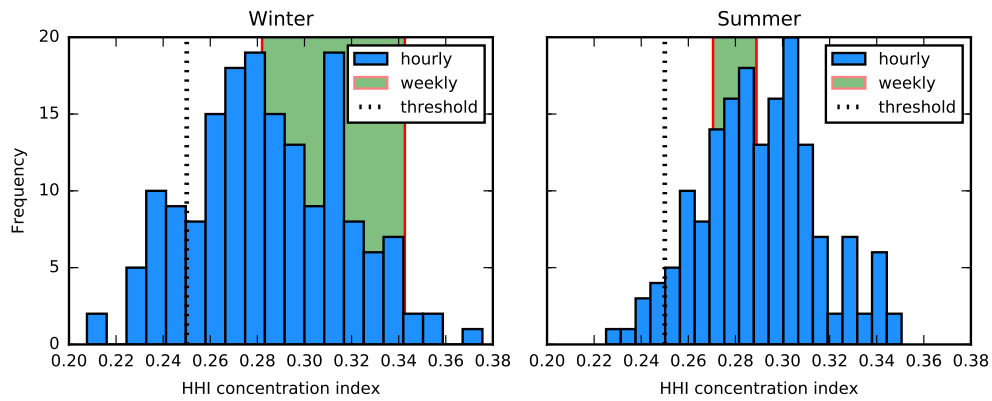 Winter
Summer
Frequency
20
15
10
5
0
hourly
weekly
threshold
0.20 0.22 0.24 0.26 0.28 0.30 0.32 0.34 0.36 0.38
HHI concentration index
hourly
weekly
threshold
0.20 0.22 0.24 0.26 0.28 0.30 0.32 0.34 0.36 0.38
HHI concentration index